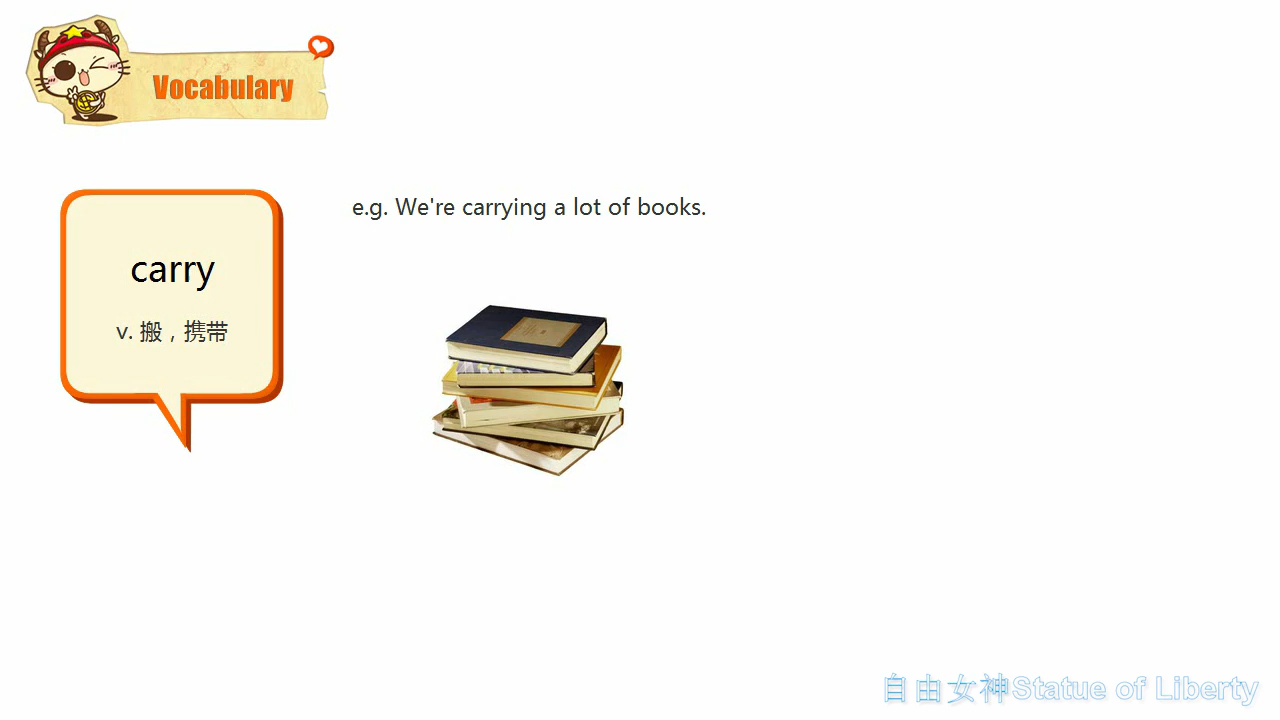 Vocabulary
carry
v. 搬，携带
e.g. We're carrying a lot of books.
自由女神Statue of Liberty